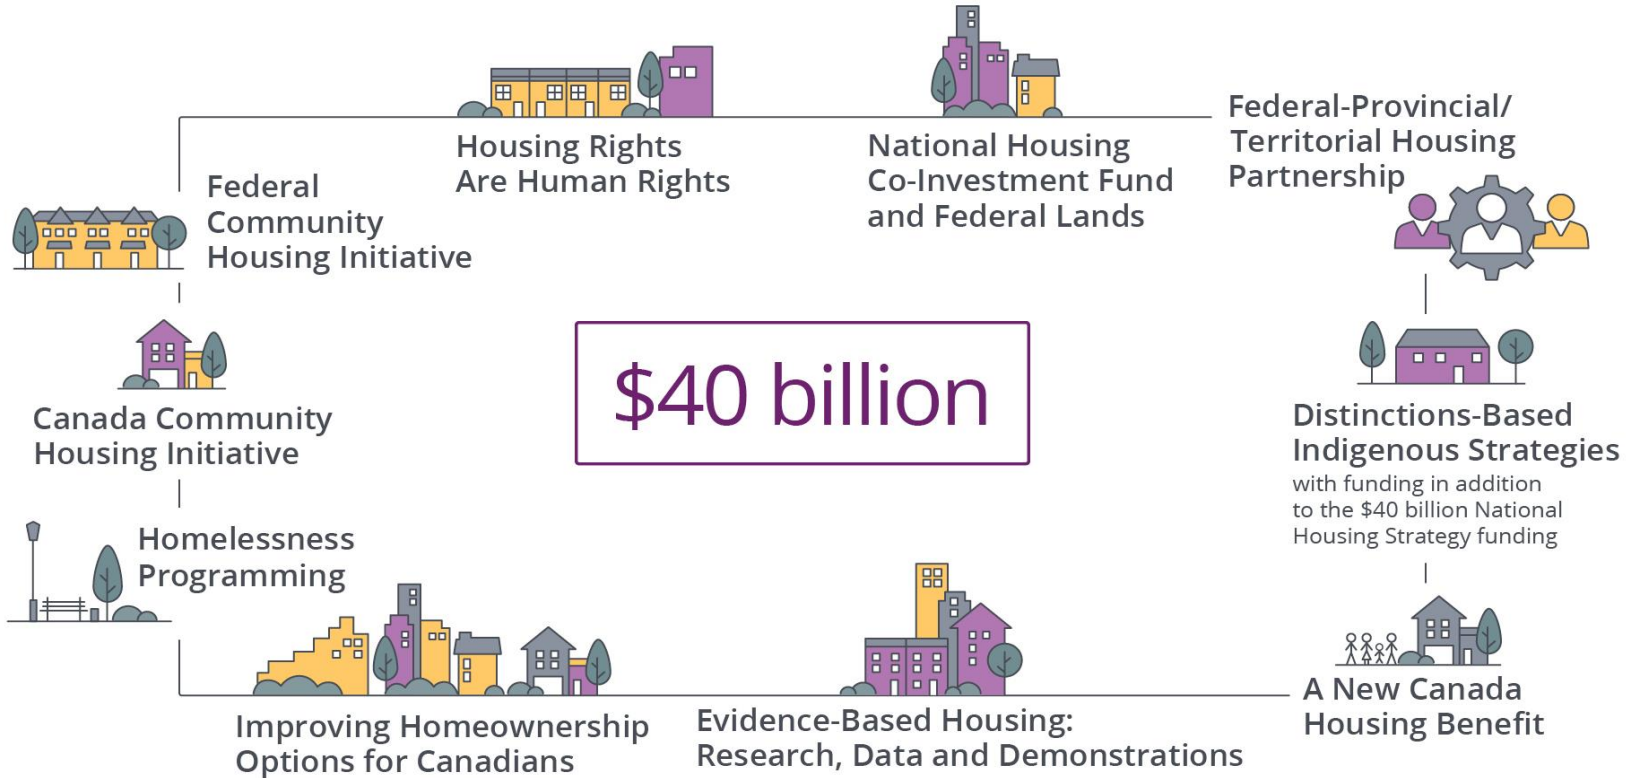 Housing Rights
Are Human Rights
National Housing
Co-Investment Fund
and Federal Lands
Federal-Provincial/
Territorial Housing
Partnership
Federal
Community
Housing Initiative
$40 billion
Canada Community
Housing Initiative
Distinctions-Based
Indigenous Strategies
with funding in addition
to the $40 billion National
Housing Strategy funding
Homelessness
Programming
A New Canada
Housing Benefit
Improving Homeownership
Options for Canadians
Evidence-Based Housing:
Research, Data and Demonstrations